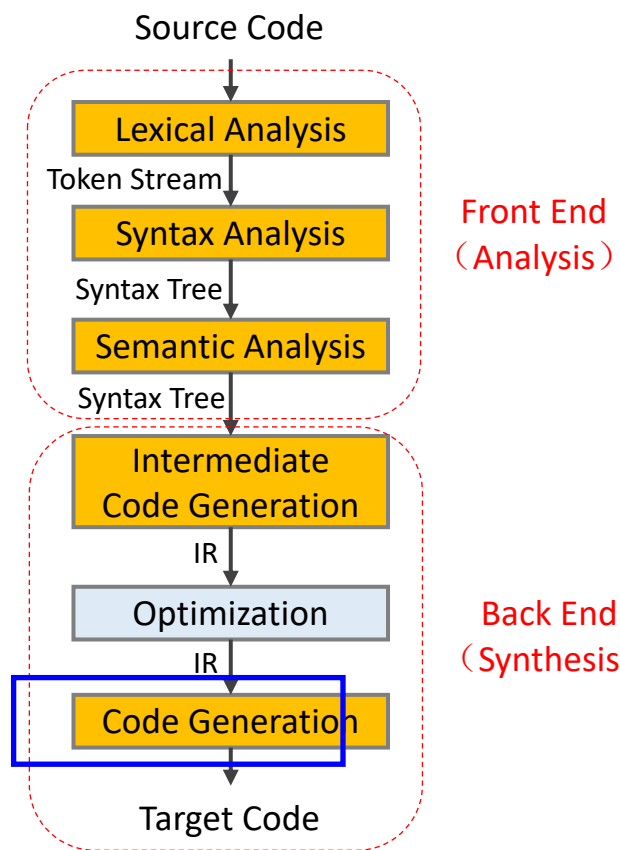 Source Code
Lexical Analysis
Token Stream
Syntax Analysis
Front End
（Analysis）
Syntax Tree
Semantic Analysis
Syntax Tree
Intermediate
Code Generation
IR
Optimization
Back End
（Synthesis
IR
Code Generation
Target Code